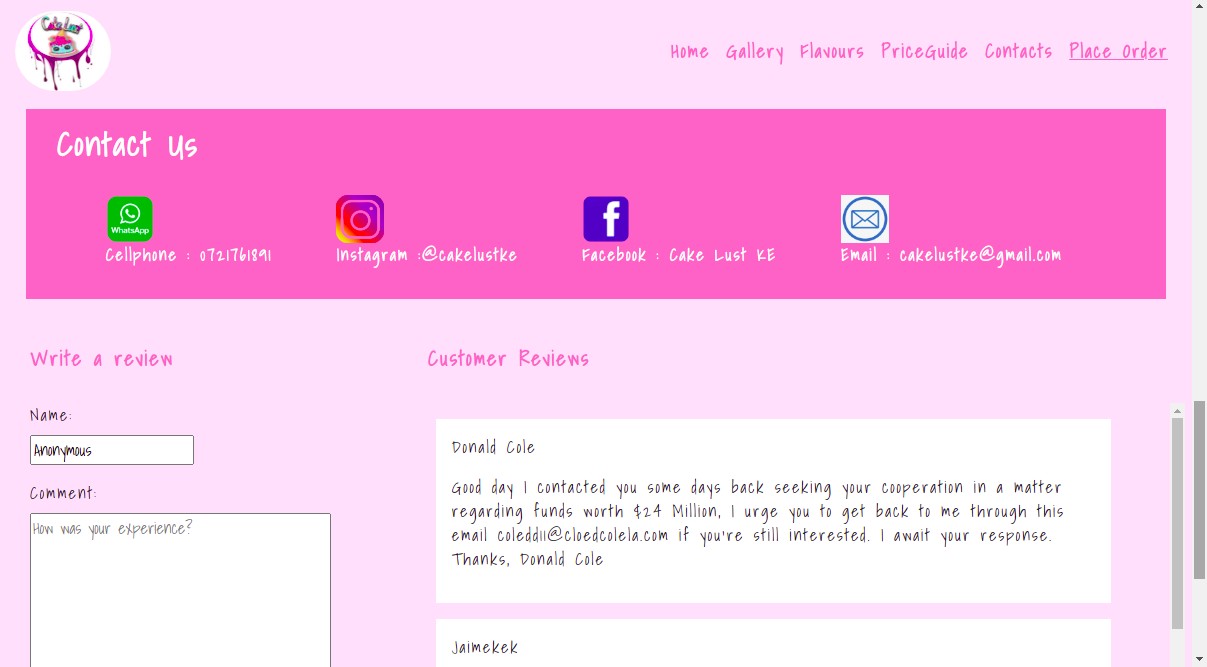 Cake Lust
Home Gallery Flavours PriceGuide Contacts Place Order
Contact Us
WhatsApp
Cellphone : 0721761891
Instagram :@cakelustke
Facebook : Cake Lust KE
Email : cakelustke@gmail.com
Write a review
Name:
Anonymous
Comment:
How was your experience?
Customer Reviews
Donald Cole
Good day I contacted you some days back seeking your cooperation in a matter
regarding funds worth $24 Million, I urge you to get back to me through this
email coleddii@cloedcolela.com if you're still interested. I await your response.
Thanks, Donald Cole
Jaimekek